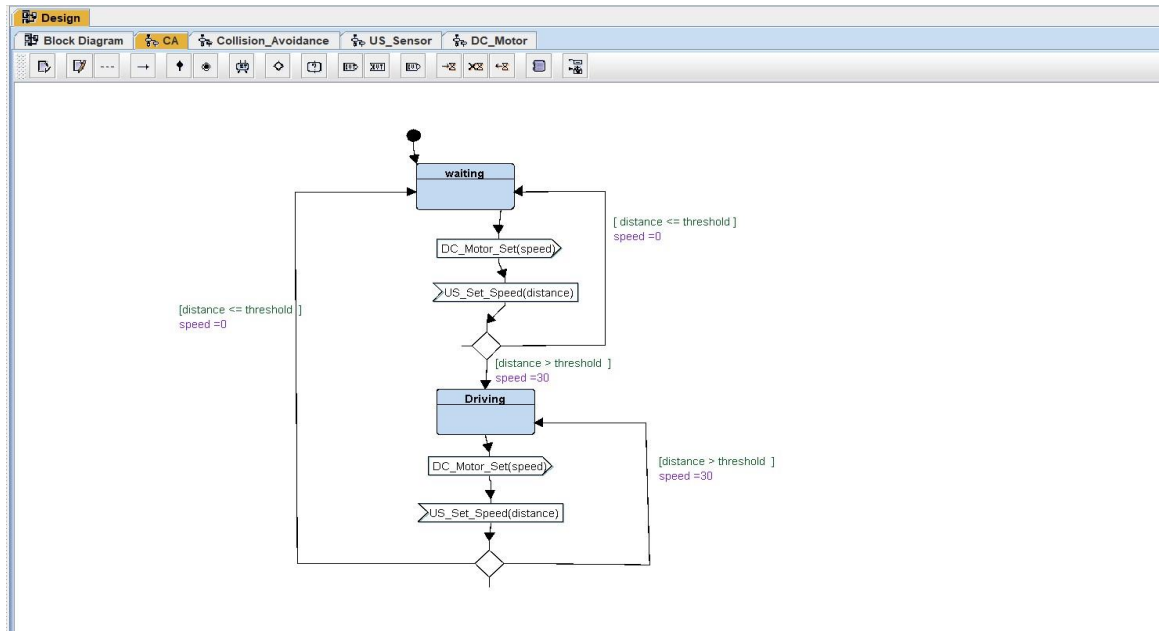 Design
Block Diagram
CA
Collision_Avoidance
US_Sensor
DC_Motor
waiting
[ distance <= threshold ]
speed =0
DC_Motor_Set(speed)
US_Set_Speed(distance)
[distance <= threshold  ]
speed =0
[distance > threshold  ]
speed =30
Driving
DC_Motor_Set(speed)
[distance > threshold  ]
speed =30
US_Set_Speed(distance)